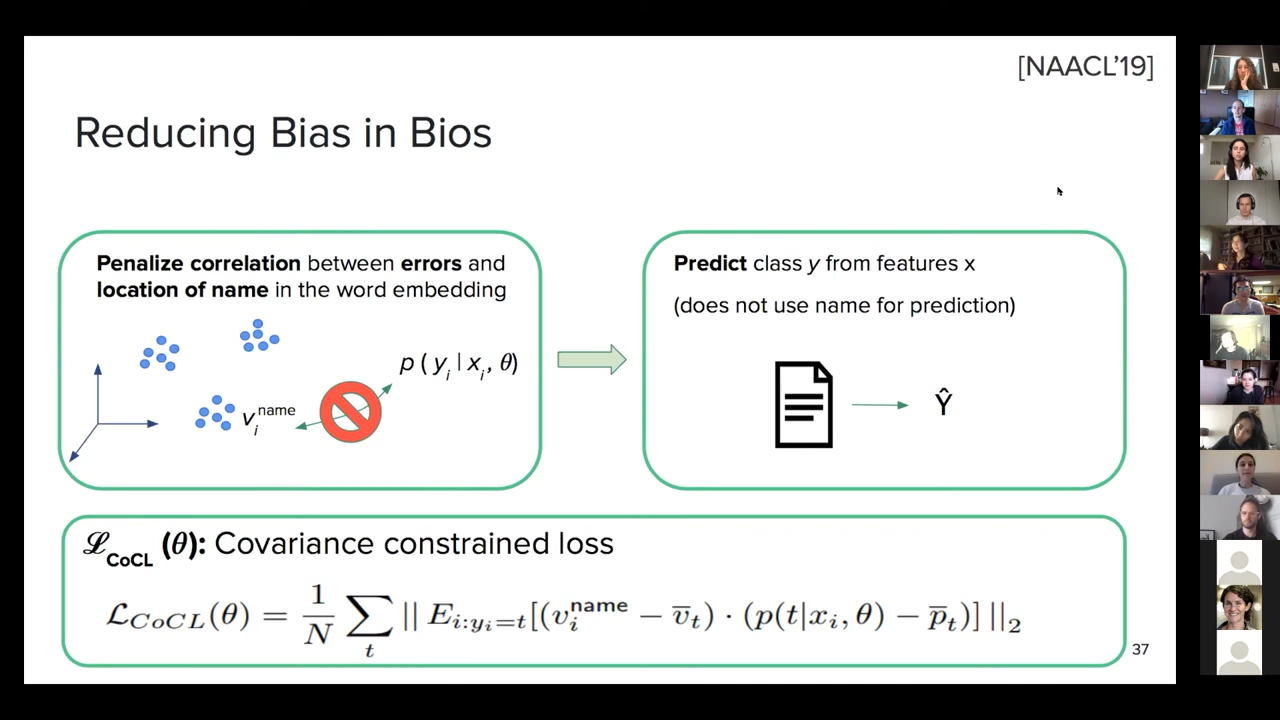 [NAACL'19]
Reducing Bias in Bios
Penalize correlation between errors and
location of name in the word embedding
p ( y_i | x_i, θ)
v_i^name
Predict class y from features x
(does not use name for prediction)
Ŷ
ℒ_CoCL (θ): Covariance constrained loss
ℒ_CoCL(θ) = 1/N ∑_t || E_{i:y_i=t}[(v_i^name − v̄_t) · (p(t|x_i, θ) − p̄_t)] ||_2
37